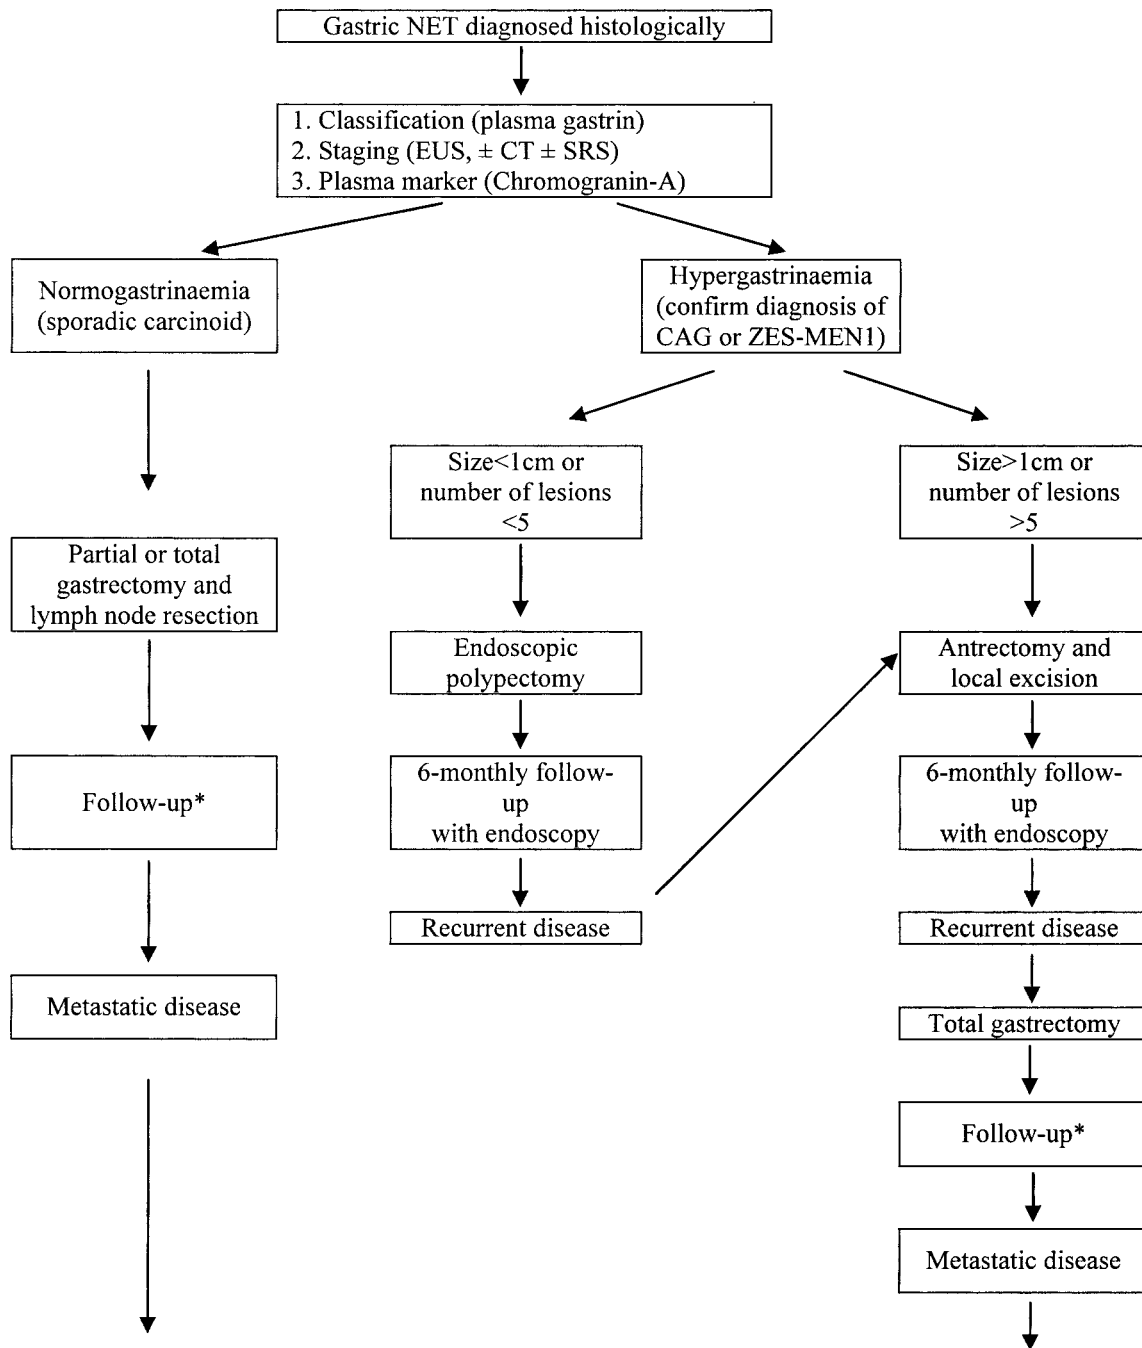 Gastric NET diagnosed histologically
1. Classification (plasma gastrin)
2. Staging (EUS, ± CT ± SRS)
3. Plasma marker (Chromogranin-A)
Normogastrinaemia
(sporadic carcinoid)
Hypergastrinaemia
(confirm diagnosis of
CAG or ZES-MEN1)
Size<1cm or
number of lesions
<5
Size>1cm or
number of lesions
>5
Partial or total
gastrectomy and
lymph node resection
Endoscopic
polypectomy
Antrectomy and
local excision
Follow-up*
6-monthly follow-
up
with endoscopy
6-monthly follow-
up
with endoscopy
Recurrent disease
Recurrent disease
Metastatic disease
Total gastrectomy
Follow-up*
Metastatic disease